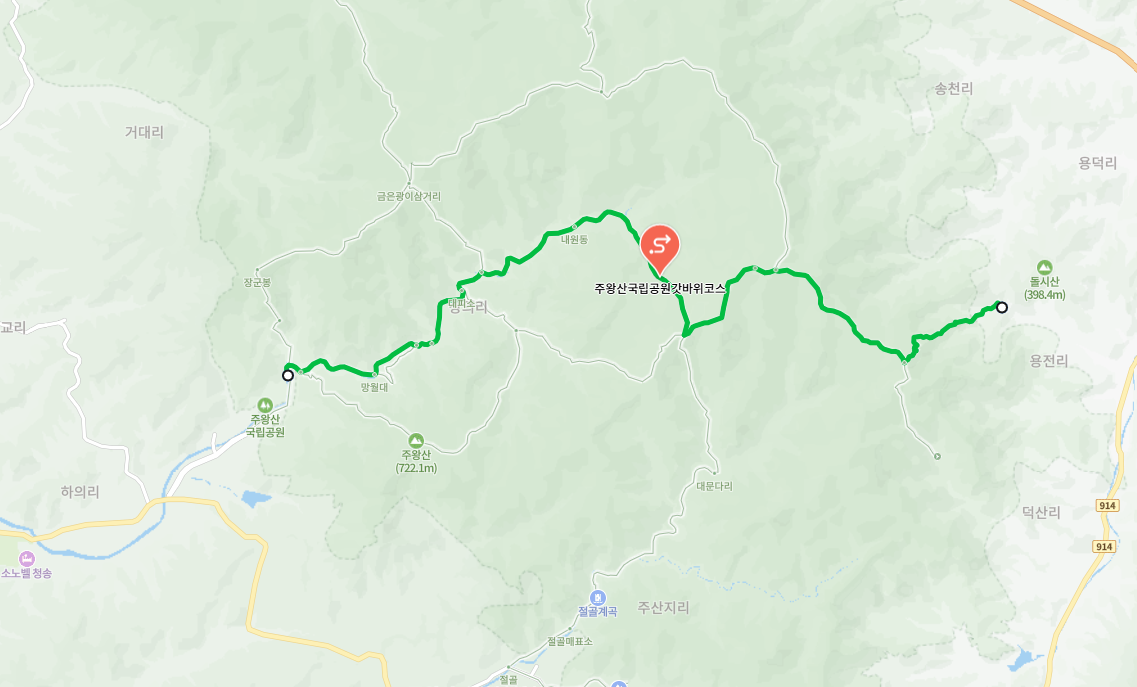 송천리
거대리
용덕리
금은광이삼거리
내원동
장군봉
돌시산
(398.4m)
주왕산국립공원갓바위코스
대피소
교리
용전리
망월대
주왕산
국립공원
주왕산
(722.1m)
하의리
대문다리
914
덕산리
914
소노벨 청송
절골계곡
주산지리
절골매표소
절골